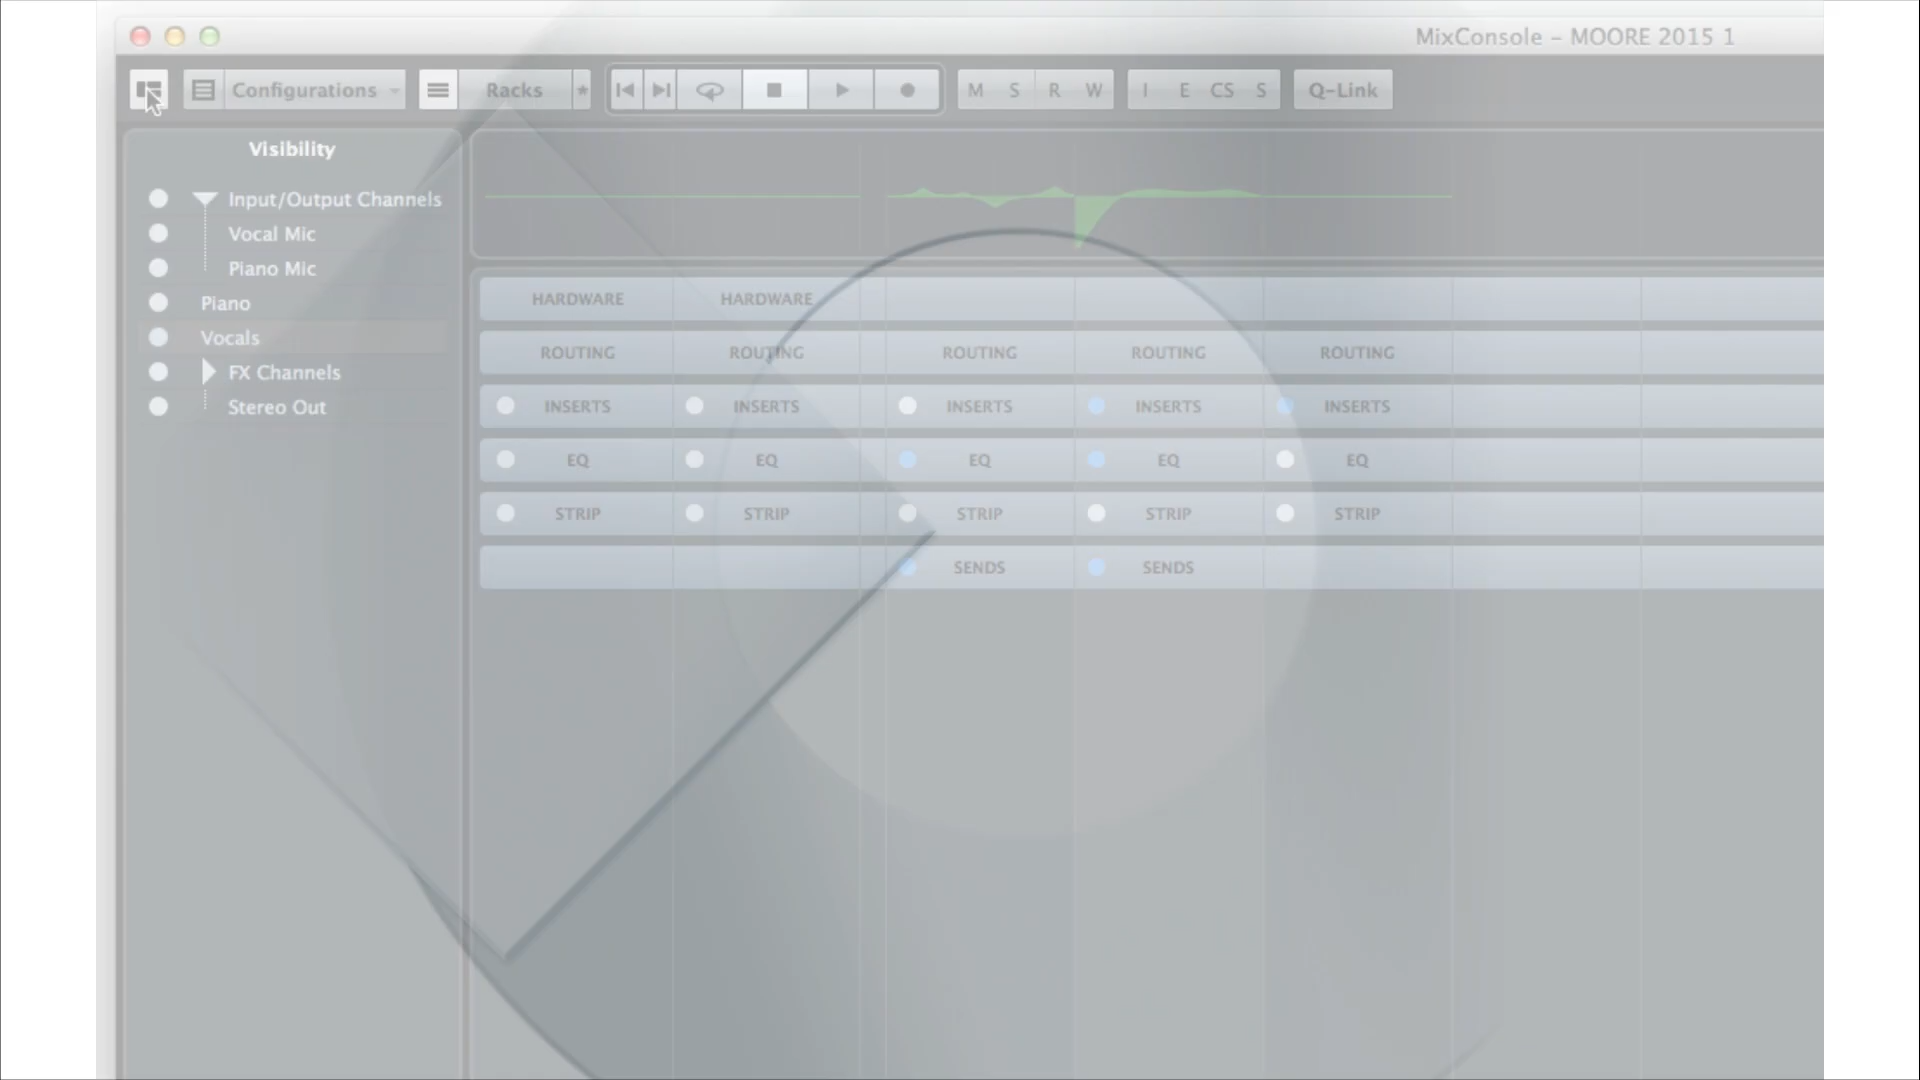 MixConsole – MOORE 2015 1
Configurations Racks * M S R W I E CS S Q-Link
Visibility
Input/Output Channels
Vocal Mic
Piano Mic
Piano
Vocals
FX Channels
Stereo Out
HARDWARE HARDWARE
ROUTING ROUTING ROUTING ROUTING ROUTING
INSERTS INSERTS INSERTS INSERTS INSERTS
EQ EQ EQ EQ EQ
STRIP STRIP STRIP STRIP STRIP
SENDS SENDS